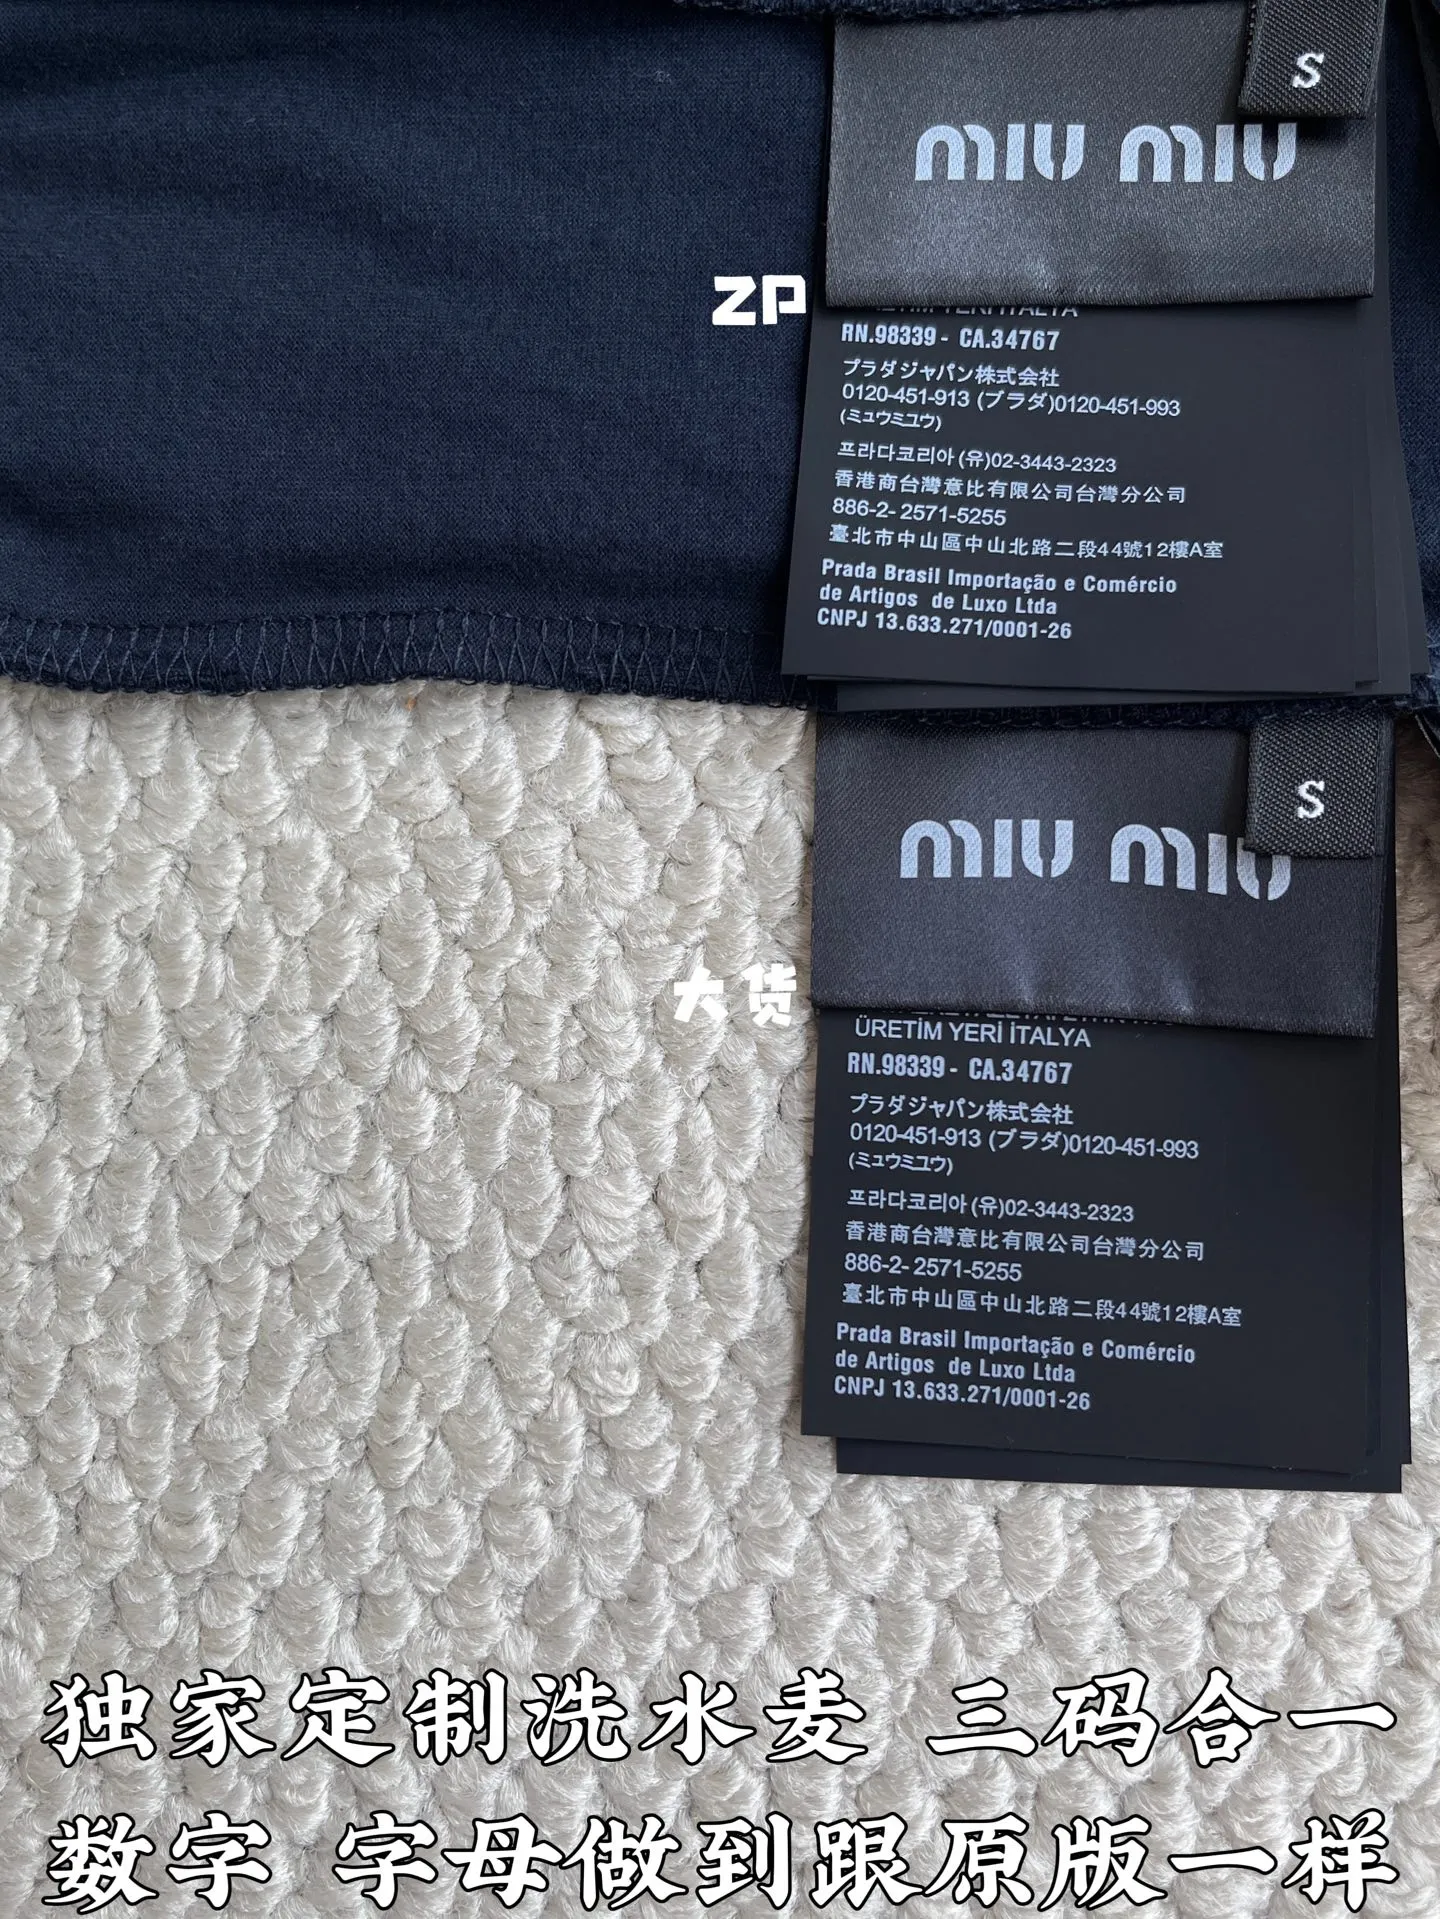 S
MIU MIU
ZP
ÜRETİM YERİ İTALYA
RN.98339 - CA.34767
プラダジャパン株式会社
0120-451-913 (プラダ)0120-451-993
(ミュウミュウ)
프라다코리아(유)02-3443-2323
香港商台灣意比有限公司台灣分公司
886-2- 2571-5255
臺北市中山區中山北路二段44號12樓A室
Prada Brasil Importação e Comércio
de Artigos de Luxo Ltda
CNPJ 13.633.271/0001-26
S
MIU MIU
大货
ÜRETİM YERİ İTALYA
RN.98339 - CA.34767
プラダジャパン株式会社
0120-451-913 (プラダ)0120-451-993
(ミュウミュウ)
프라다코리아(유)02-3443-2323
香港商台灣意比有限公司台灣分公司
886-2- 2571-5255
臺北市中山區中山北路二段44號12樓A室
Prada Brasil Importação e Comércio
de Artigos de Luxo Ltda
CNPJ 13.633.271/0001-26
独家定制洗水麦 三码合一
数字 字母做到跟原版一样